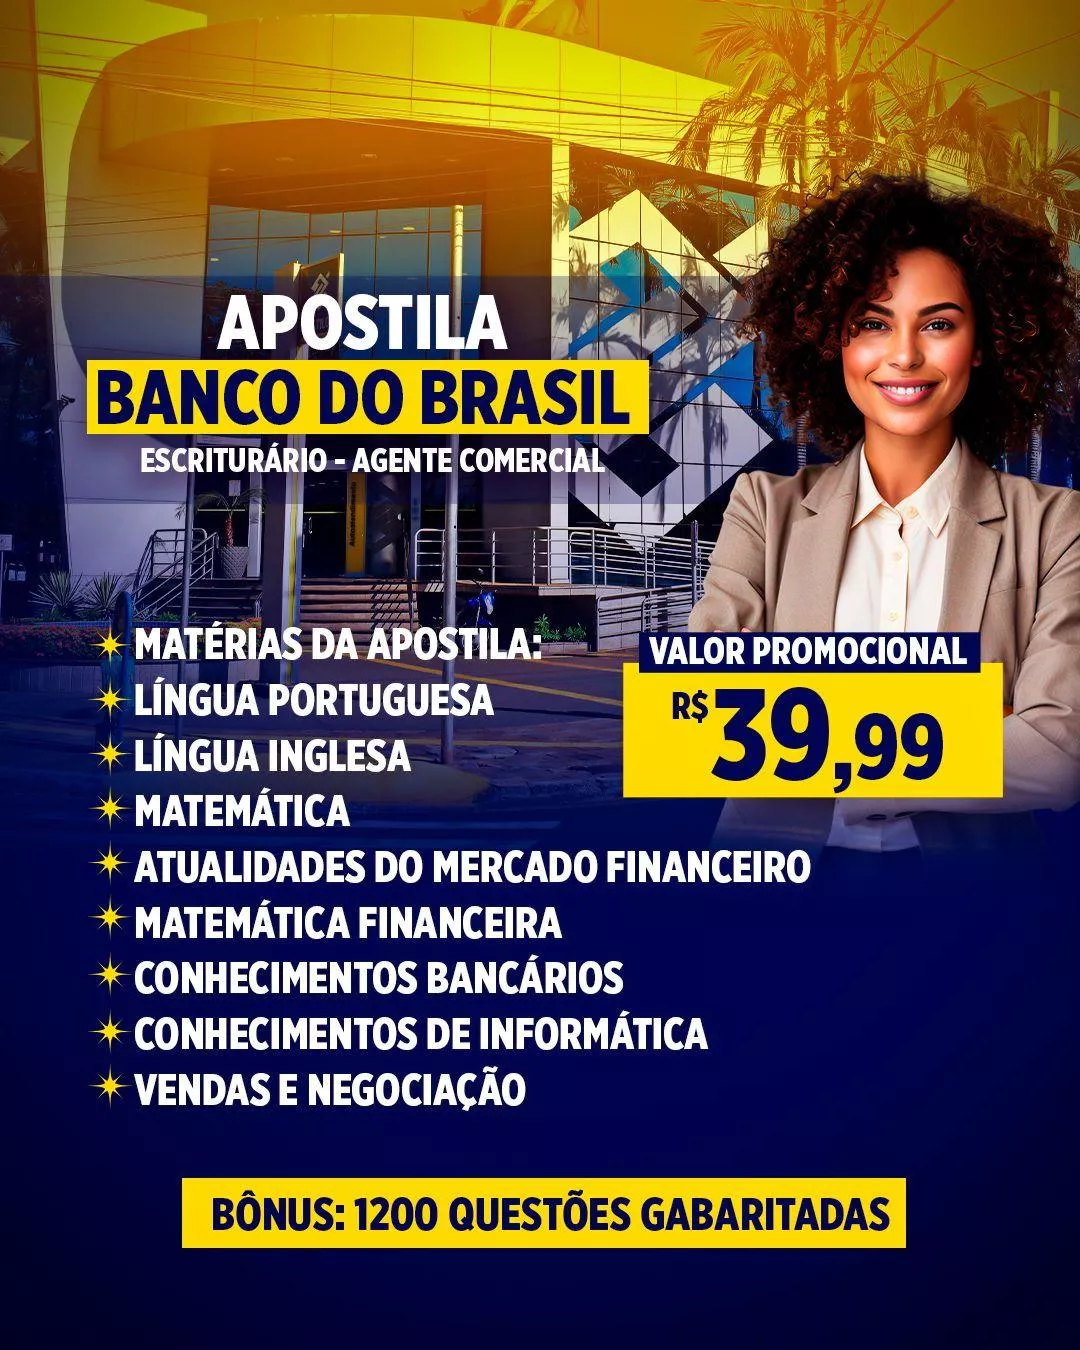 APOSTILA
BANCO DO BRASIL
ESCRITURÁRIO - AGENTE COMERCIAL
Autoatendimento
MATÉRIAS DA APOSTILA:
LÍNGUA PORTUGUESA
LÍNGUA INGLESA
MATEMÁTICA
ATUALIDADES DO MERCADO FINANCEIRO
MATEMÁTICA FINANCEIRA
CONHECIMENTOS BANCÁRIOS
CONHECIMENTOS DE INFORMÁTICA
VENDAS E NEGOCIAÇÃO
VALOR PROMOCIONAL
R$39,99
BÔNUS: 1200 QUESTÕES GABARITADAS